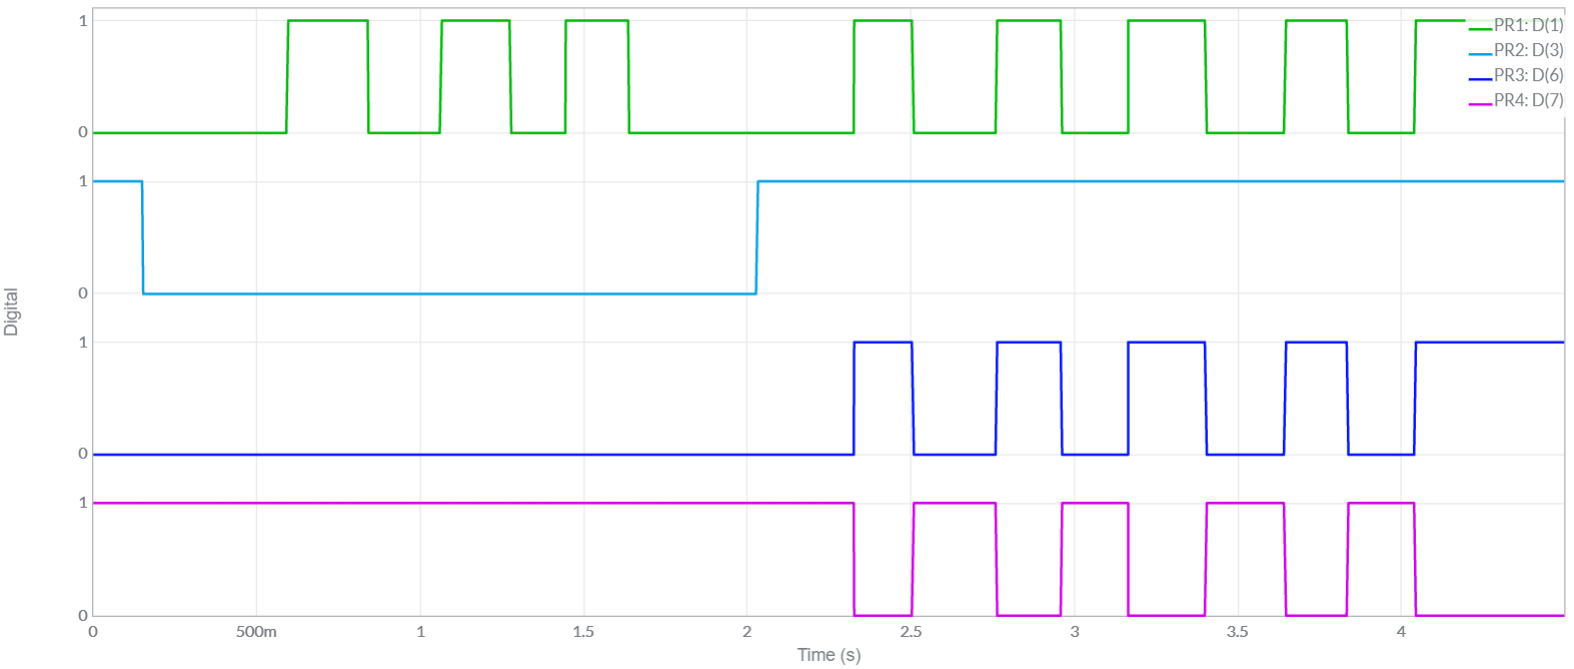 1
0
1
0
1
0
1
0
PR1: D(1)
PR2: D(3)
PR3: D(6)
PR4: D(7)
Digital
0 500m 1 1.5 2 2.5 3 3.5 4
Time (s)